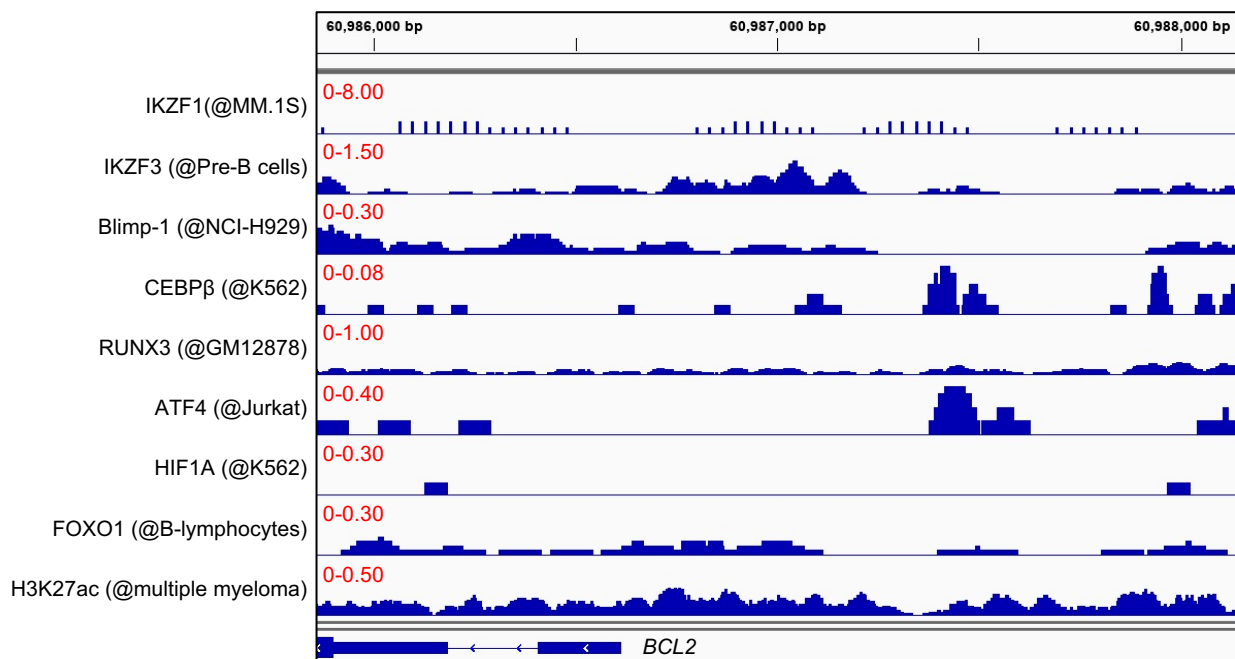 60,986,000 bp 60,987,000 bp 60,988,000 bp
IKZF1(@MM.1S) 0-8.00
IKZF3 (@Pre-B cells) 0-1.50
Blimp-1 (@NCI-H929) 0-0.30
CEBPβ (@K562) 0-0.08
RUNX3 (@GM12878) 0-1.00
ATF4 (@Jurkat) 0-0.40
HIF1A (@K562) 0-0.30
FOXO1 (@B-lymphocytes) 0-0.30
H3K27ac (@multiple myeloma) 0-0.50
BCL2